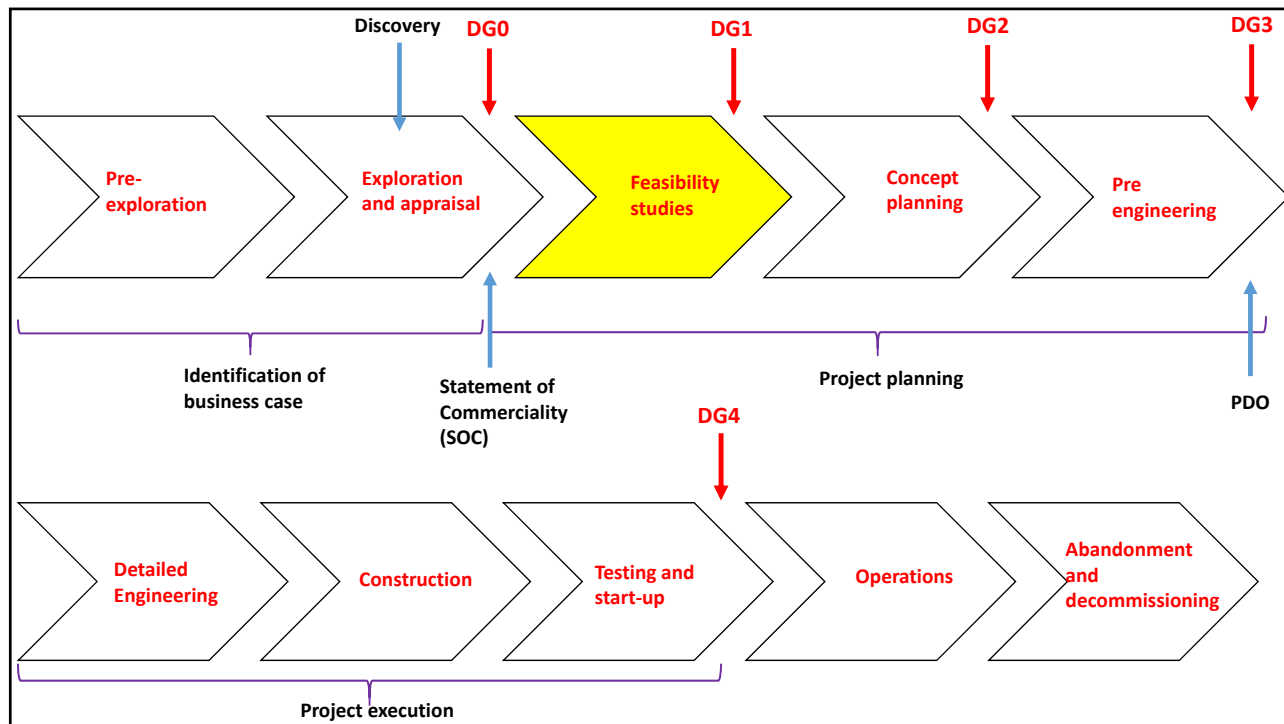 Discovery
DG0
DG1
DG2
DG3
Pre-
exploration
Exploration
and appraisal
Feasibility
studies
Concept
planning
Pre
engineering
Identification of
business case
Statement of
Commerciality
(SOC)
Project planning
PDO
DG4
Detailed
Engineering
Construction
Testing and
start-up
Operations
Abandonment
and
decommissioning
Project execution